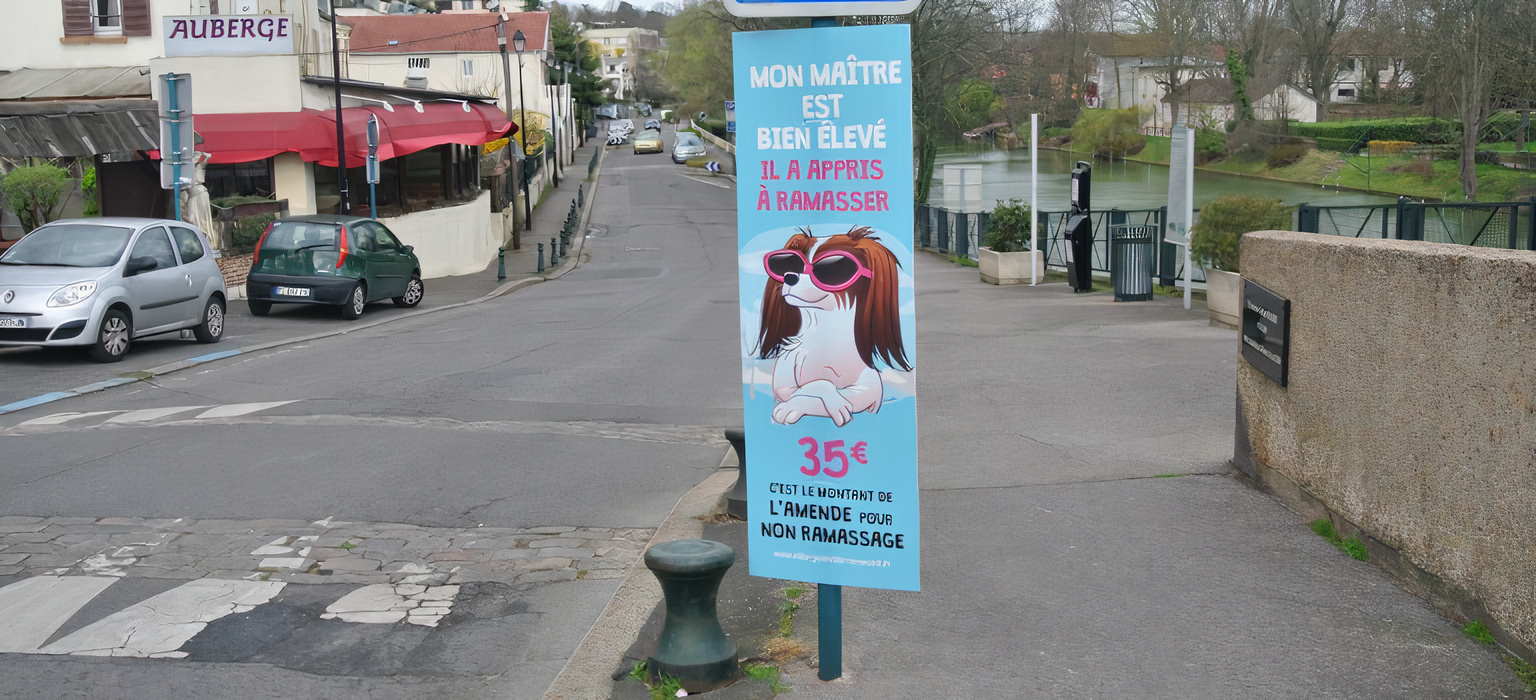 AUBERGE
MON MAÎTRE
EST
BIEN ÉLEVÉ
IL A APPRIS
À RAMASSER
35€
C'EST LE MONTANT DE
L'AMENDE POUR
NON RAMASSAGE